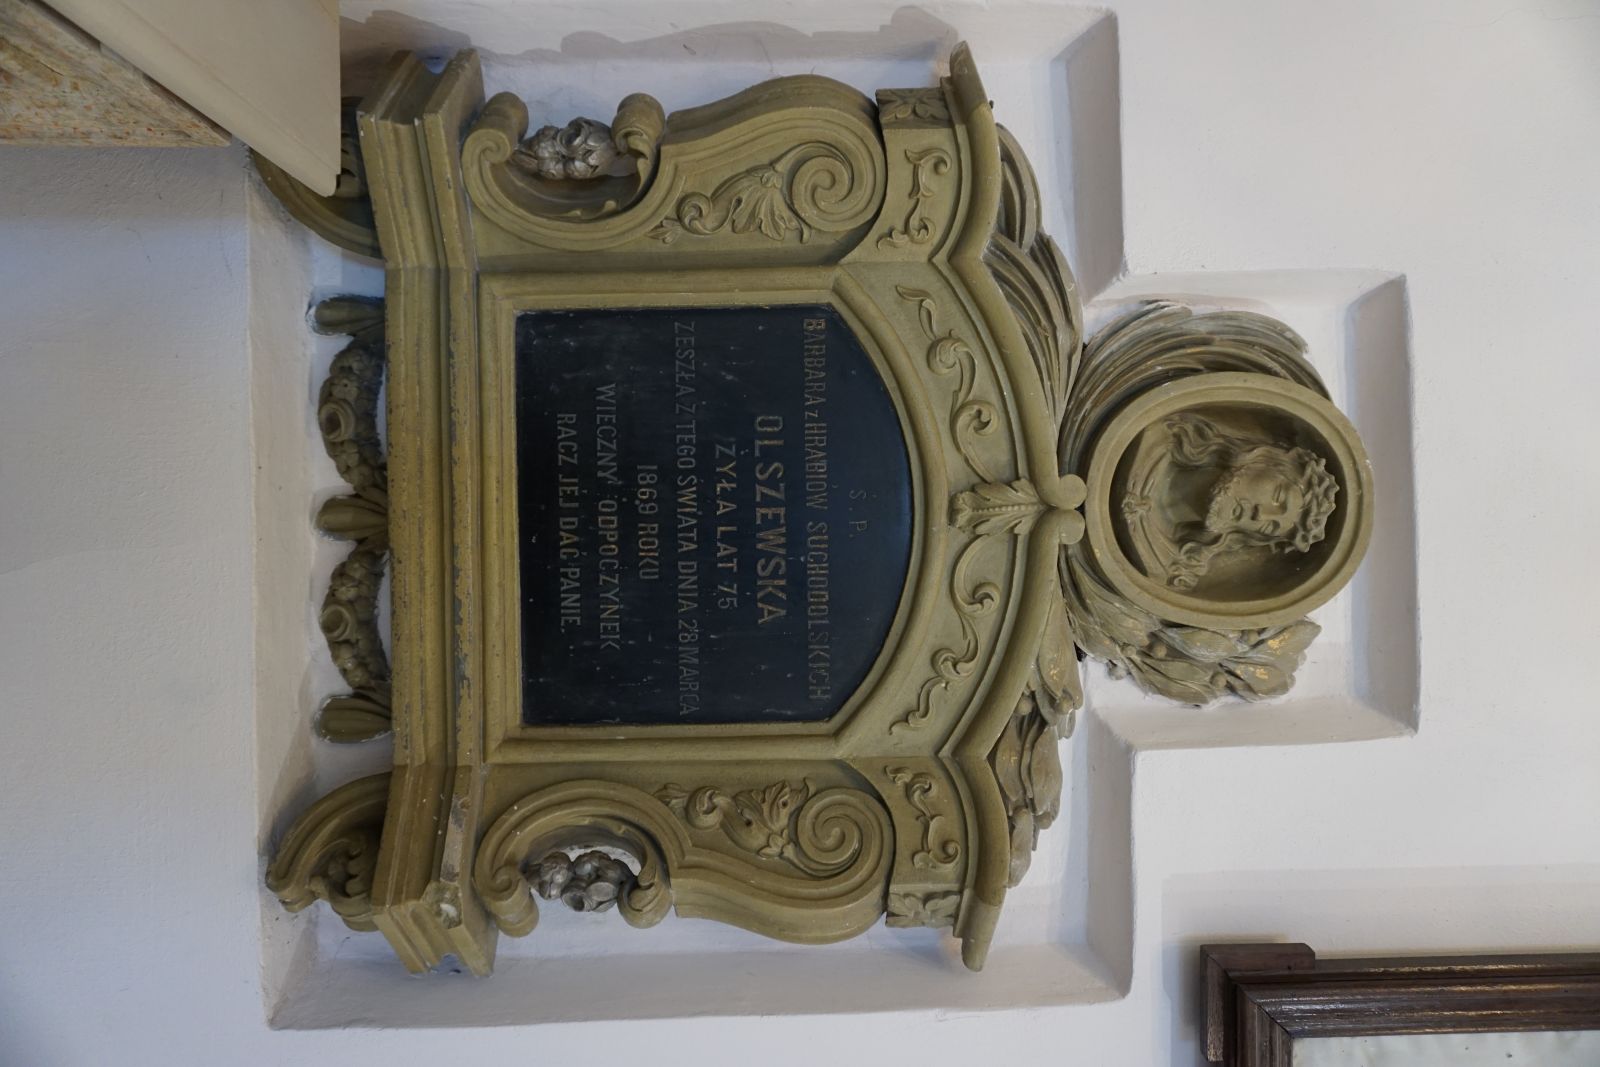 Ś. P.
BARBARA z HRABIÓW SUCHODOLSKICH
OLSZEWSKA
ŻYŁA LAT 75
ZESZŁA Z TEGO ŚWIATA DNIA 28 MARCA
1869 ROKU
WIECZNY ODPOCZYNEK
RACZ JÉJ DAĆ PANIE..